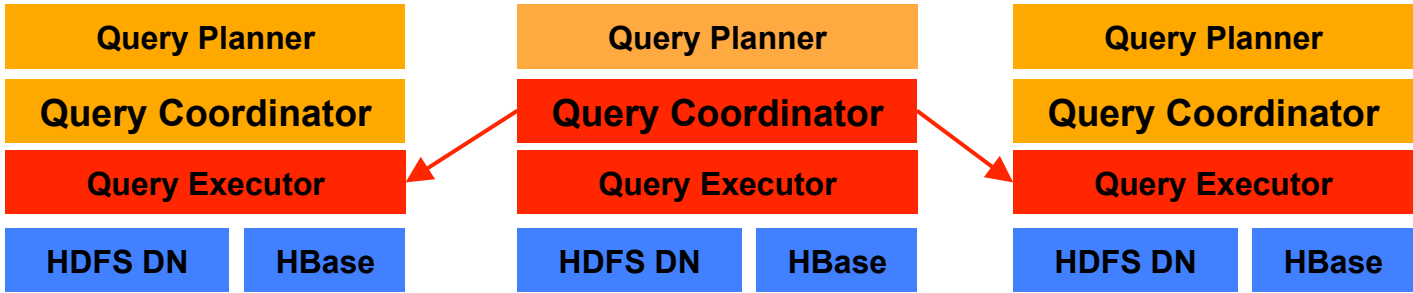 Query Planner
Query Coordinator
Query Executor
HDFS DN
HBase
Query Planner
Query Coordinator
Query Executor
HDFS DN
HBase
Query Planner
Query Coordinator
Query Executor
HDFS DN
HBase